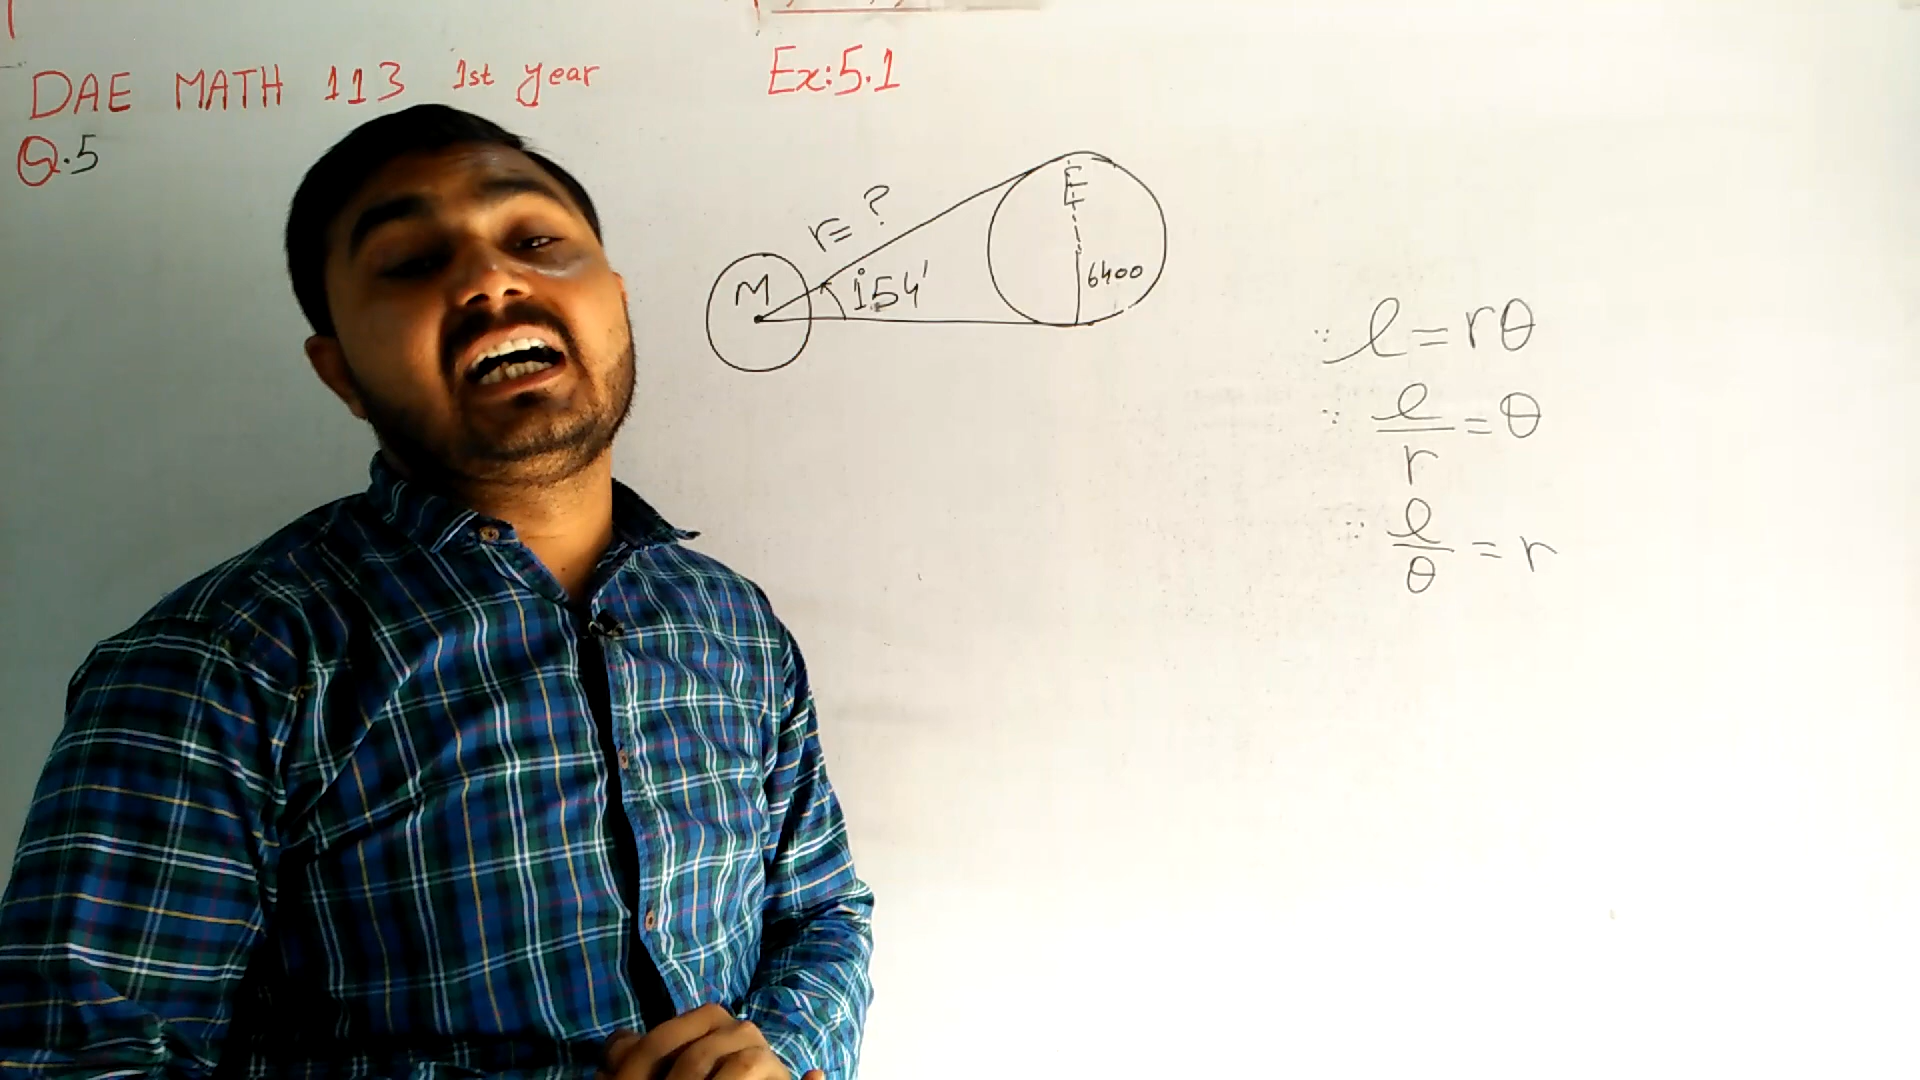 DAE MATH 113 1st year
Ex:5.1
Q.5
E
r= ?
M
1°54'
6400
∵ l = rθ
∵ l/r = θ
∵ l/θ = r